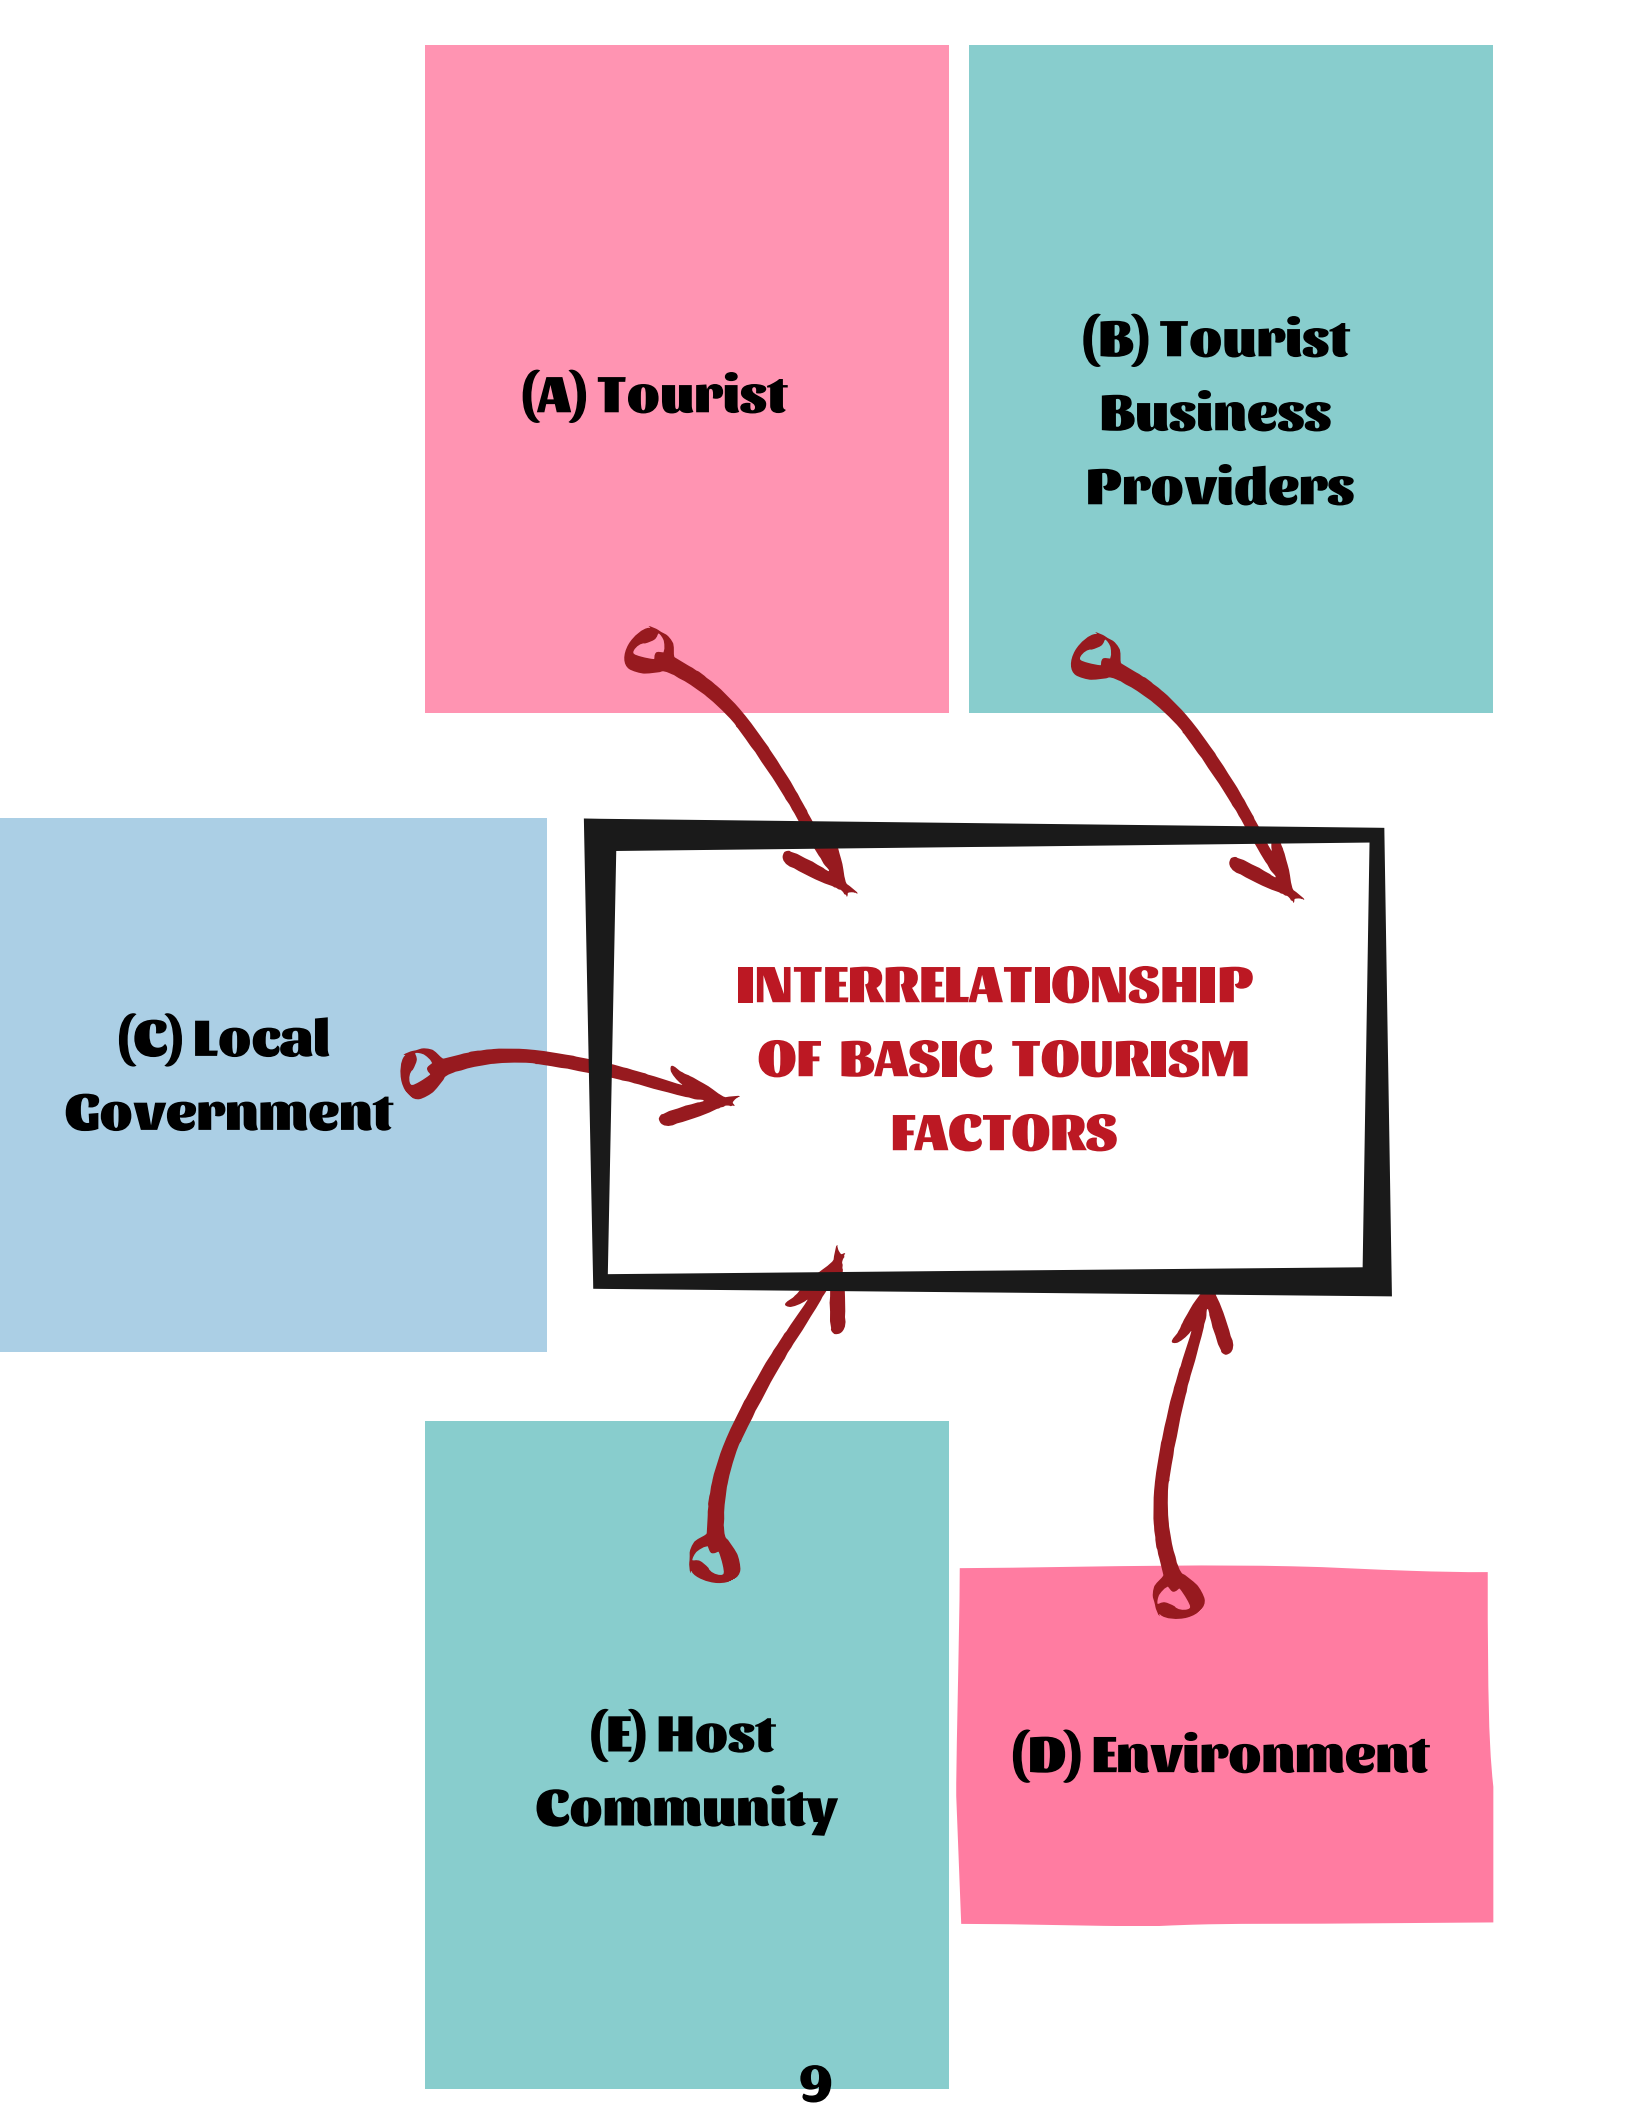 (A) Tourist
(B) Tourist
Business
Providers
(C) Local
Government
INTERRELATIONSHIP
OF BASIC TOURISM
FACTORS
(E) Host
Community
(D) Environment
9